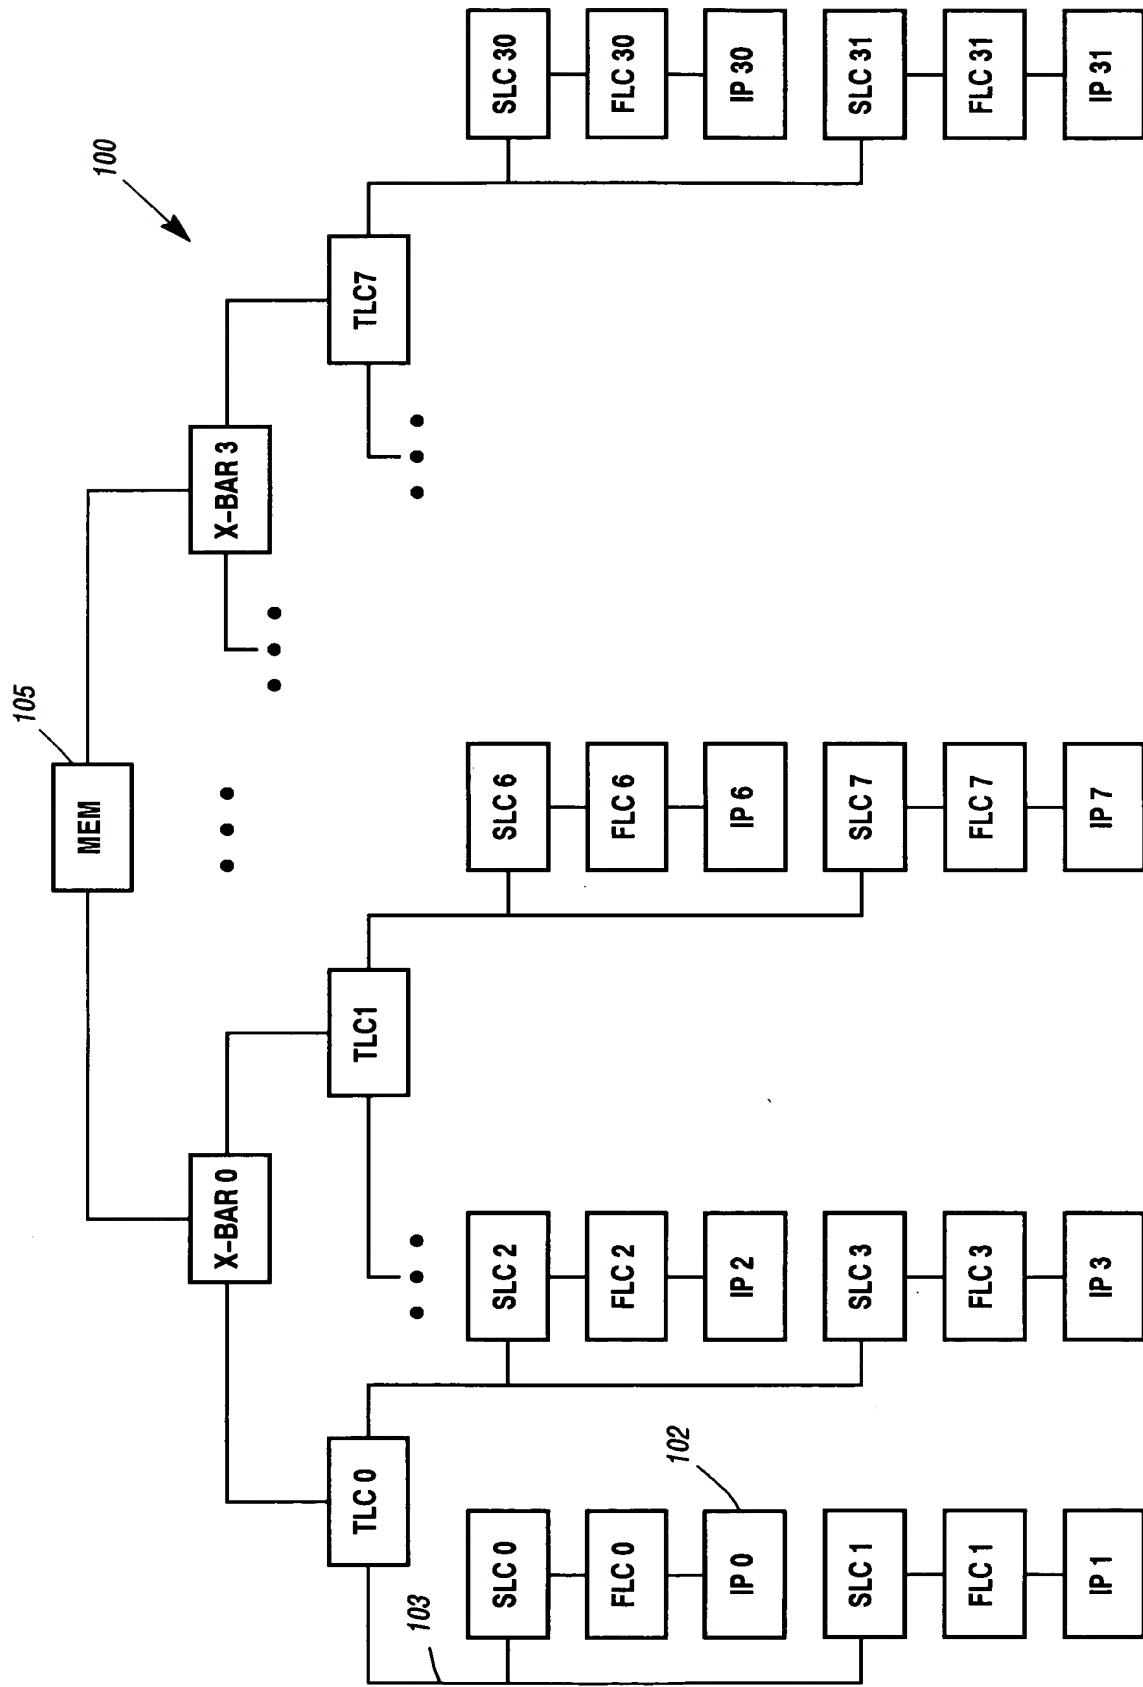 100
105
MEM
X-BAR 0
X-BAR 3
TLC 0
TLC1
TLC7
103
SLC 0
SLC 2
SLC 6
SLC 30
FLC 0
FLC 2
FLC 6
FLC 30
102
IP 0
IP 2
IP 6
IP 30
SLC 1
SLC 3
SLC 7
SLC 31
FLC 1
FLC 3
FLC 7
FLC 31
IP 1
IP 3
IP 7
IP 31